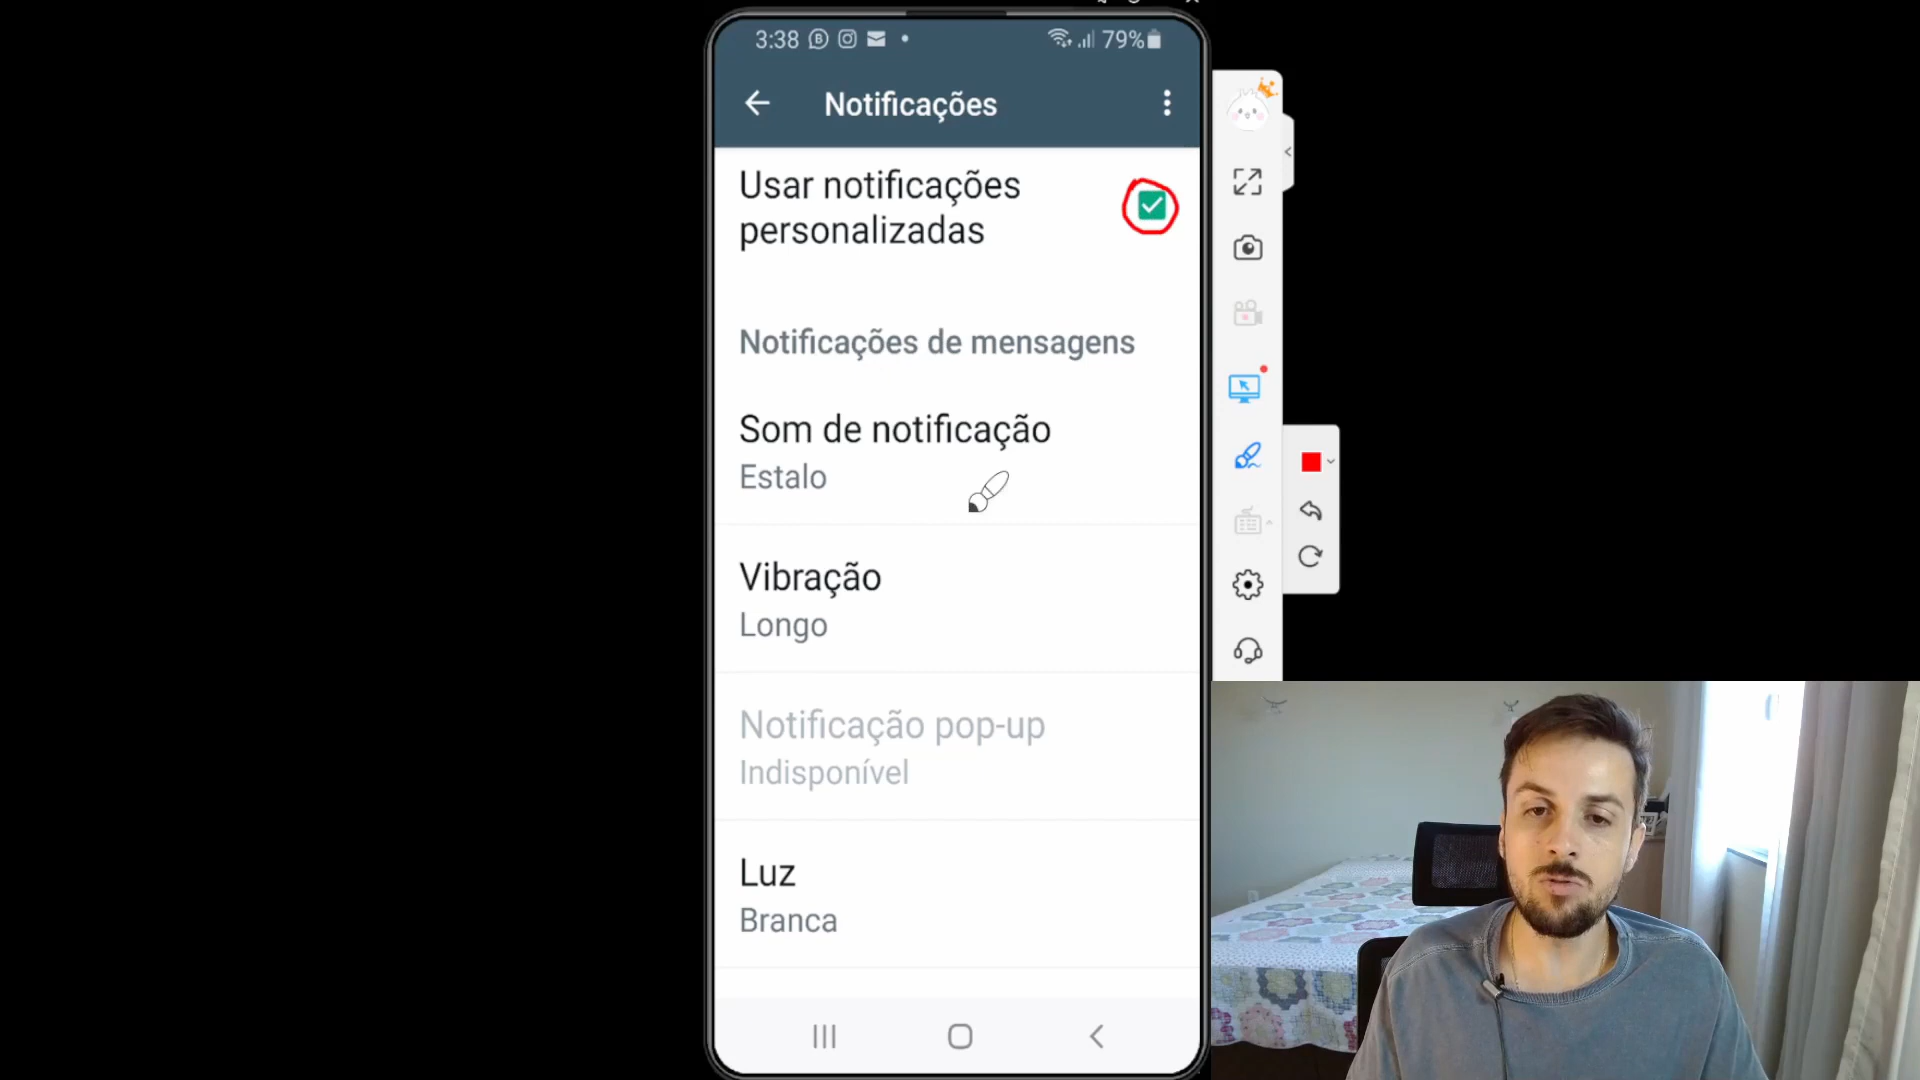 3:38
79%
Notificações
Usar notificações
personalizadas
Notificações de mensagens
Som de notificação
Estalo
Vibração
Longo
Notificação pop-up
Indisponível
Luz
Branca